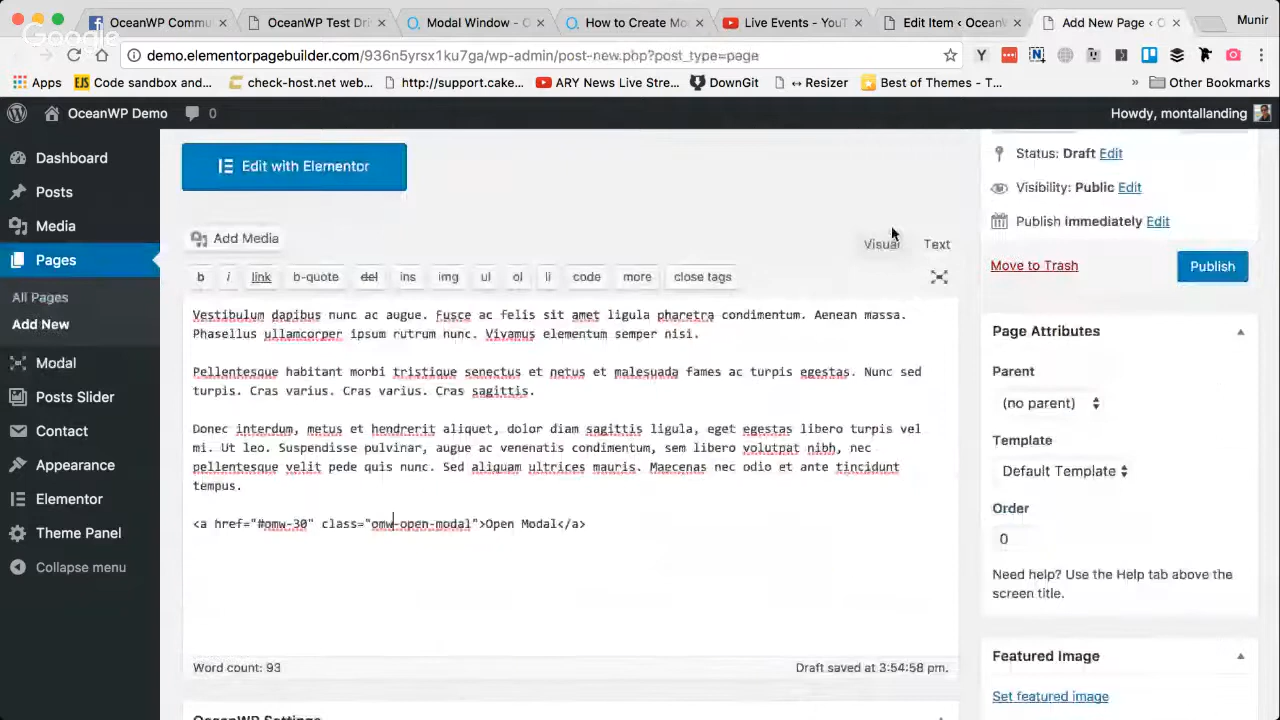 OceanWP Commu
OceanWP Test Dri
Modal Window - O
How to Create Mo
Live Events - YouT
Edit Item ‹ Ocean
Add New Page ‹ O
Munir
Google
demo.elementorpagebuilder.com/936n5yrsx1ku7ga/wp-admin/post-new.php?post_type=page
Apps
Code sandbox and...
check-host.net - C...
http://support.cake...
ARY News Live Stre...
DownGit
↔ Resizer
Best of Themes - T...
»
Other Bookmarks
OceanWP Demo
0
Howdy, montallanding
Dashboard
Posts
Media
Pages
All Pages
Add New
Modal
Posts Slider
Contact
Appearance
Elementor
Theme Panel
Collapse menu
Edit with Elementor
Add Media
Visual
Text
b
i
link
b-quote
del
ins
img
ul
ol
li
code
more
close tags
Vestibulum dapibus nunc ac augue. Fusce ac felis sit amet ligula pharetra condimentum. Aenean massa.
Phasellus ullamcorper ipsum rutrum nunc. Vivamus elementum semper nisi.
Pellentesque habitant morbi tristique senectus et netus et malesuada fames ac turpis egestas. Nunc sed
turpis. Cras varius. Cras varius. Cras sagittis.
Donec interdum, metus et hendrerit aliquet, dolor diam sagittis ligula, eget egestas libero turpis vel
mi. Ut leo. Suspendisse pulvinar, augue ac venenatis condimentum, sem libero volutpat nibh, nec
pellentesque velit pede quis nunc. Sed aliquam ultrices mauris. Maecenas nec odio et ante tincidunt
tempus.
<a href="#omw-30" class="omw-open-modal">Open Modal</a>
Word count: 93
Draft saved at 3:54:58 pm.
OceanWP Settings
Status: Draft Edit
Visibility: Public Edit
Publish immediately Edit
Move to Trash
Publish
Page Attributes
Parent
(no parent)
Template
Default Template
Order
0
Need help? Use the Help tab above the
screen title.
Featured Image
Set featured image